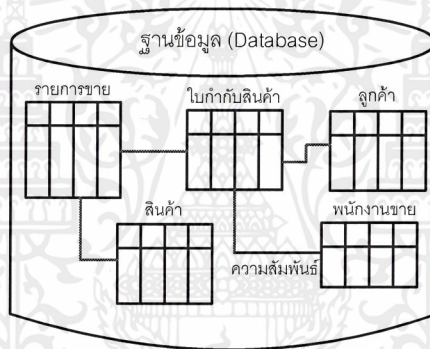 ฐานข้อมูล (Database)
รายการขาย
ใบกำกับสินค้า
ลูกค้า
สินค้า
พนักงานขาย
ความสัมพันธ์